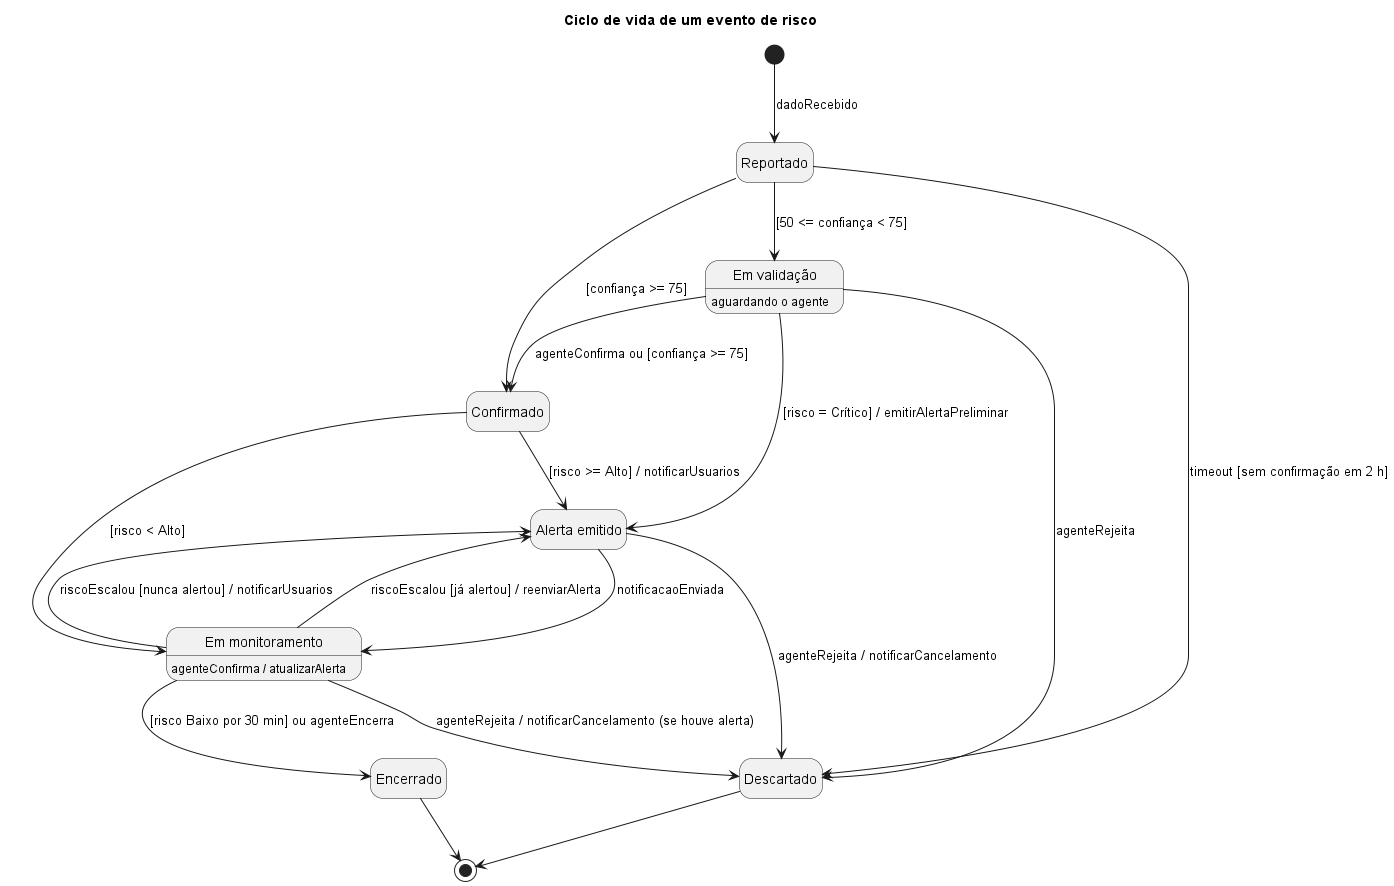 Ciclo de vida de um evento de risco
dadoRecebido
Reportado
[50 <= confiança < 75]
Em validação
aguardando o agente
[confiança >= 75]
agenteConfirma ou [confiança >= 75]
Confirmado
[risco = Crítico] / emitirAlertaPreliminar
[risco >= Alto] / notificarUsuarios
timeout [sem confirmação em 2 h]
[risco < Alto]
Alerta emitido
agenteRejeita
riscoEscalou [nunca alertou] / notificarUsuarios
riscoEscalou [já alertou] / reenviarAlerta
notificacaoEnviada
Em monitoramento
agenteConfirma / atualizarAlerta
agenteRejeita / notificarCancelamento
[risco Baixo por 30 min] ou agenteEncerra
agenteRejeita / notificarCancelamento (se houve alerta)
Encerrado
Descartado